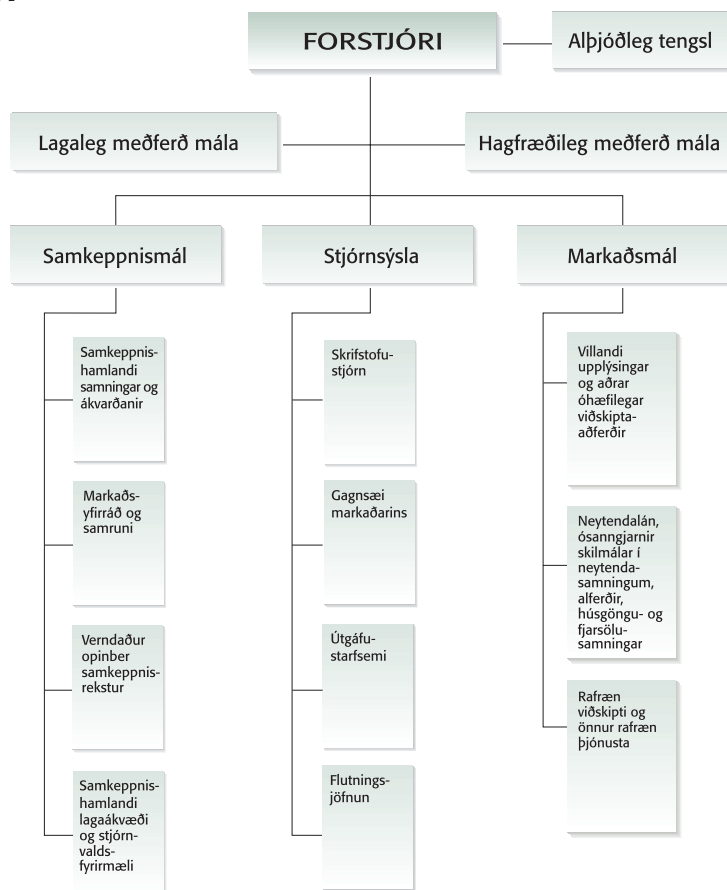 FORSTJÓRI
Alþjóðleg tengsl
Lagaleg meðferð mála
Hagfræðileg meðferð mála
Samkeppnismál
Stjórnsýsla
Markaðsmál
Samkeppnis-
hamlandi
samningar og
ákvarðanir
Markaðs-
yfirráð og
samruni
Verndaður
opinber
samkeppnis-
rekstur
Samkeppnis-
hamlandi
lagaákvæði
og stjórn-
valds-
fyrirmæli
Skrifstofu-
stjórn
Gagnsæi
markaðarins
Útgáfu-
starfsemi
Flutnings-
jöfnun
Villandi
upplýsingar
og aðrar
óhæfilegar
viðskipta-
aðferðir
Neytendalán,
ósanngjarnir
skilmálar í
neytenda-
samningum,
alferðir,
húsgöngu- og
fjarsölu-
samningar
Rafræn
viðskipti og
önnur rafræn
þjónusta